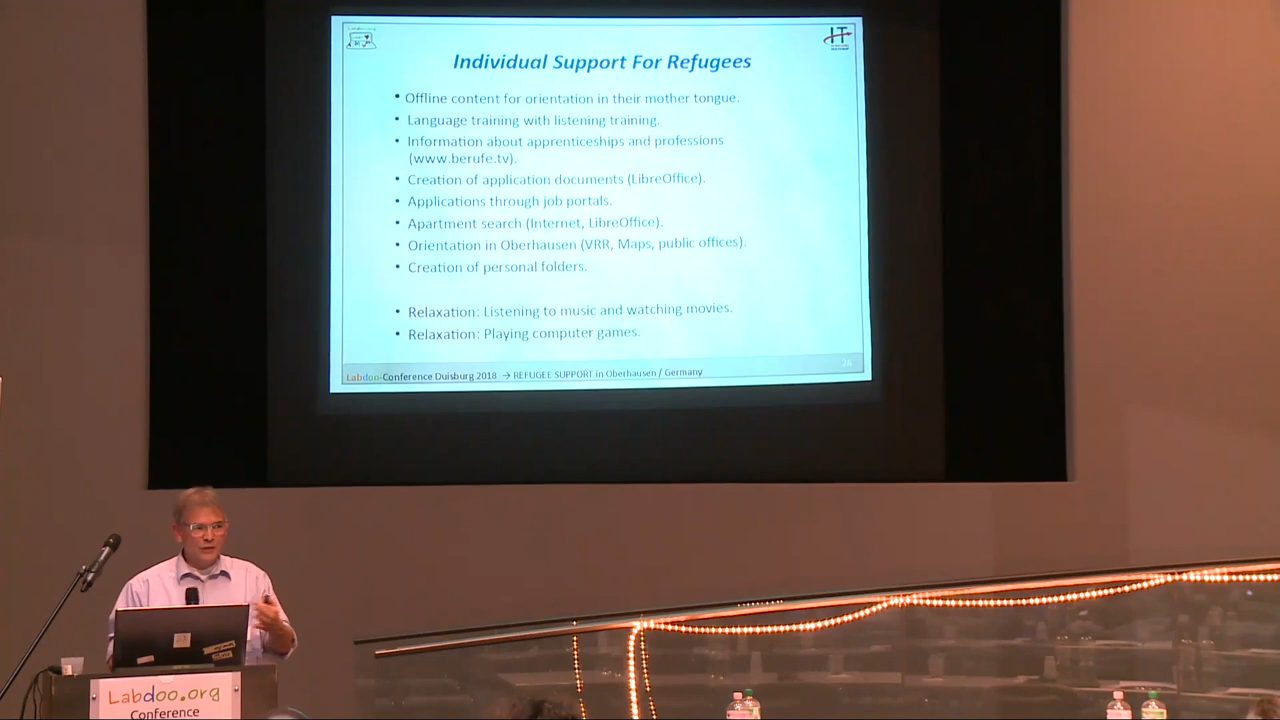 IT
Individual Support For Refugees
• Offline content for orientation in their mother tongue.
• Language training with listening training.
• Information about apprenticeships and professions
(www.berufe.tv).
• Creation of application documents (LibreOffice).
• Applications through job portals.
• Apartment search (Internet, LibreOffice).
• Orientation in Oberhausen (VRR, Maps, public offices).
• Creation of personal folders.
• Relaxation: Listening to music and watching movies.
• Relaxation: Playing computer games.
26
Labdoo-Conference Duisburg 2018 → REFUGEE SUPPORT in Oberhausen / Germany
Labdoo.org
Conference